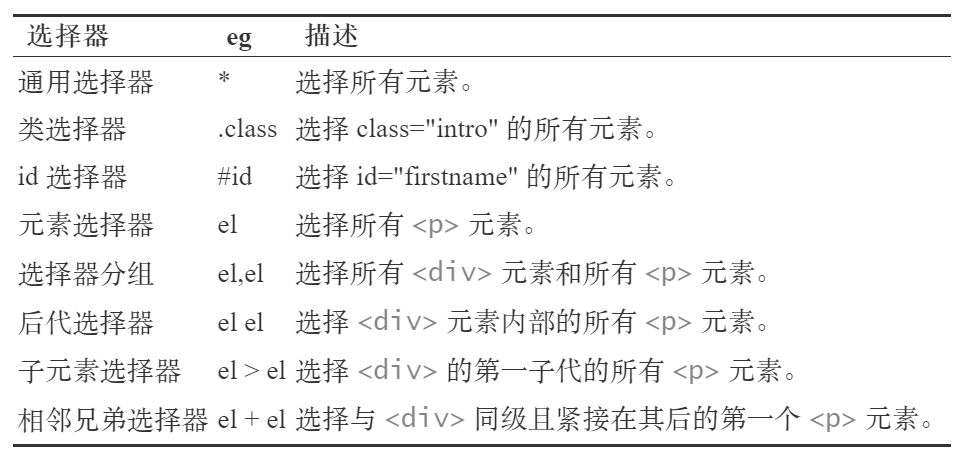 选择器 eg 描述
通用选择器 * 选择所有元素。
类选择器 .class 选择 class="intro" 的所有元素。
id 选择器 #id 选择 id="firstname" 的所有元素。
元素选择器 el 选择所有 <p> 元素。
选择器分组 el,el 选择所有 <div> 元素和所有 <p> 元素。
后代选择器 el el 选择 <div> 元素内部的所有 <p> 元素。
子元素选择器 el > el 选择 <div> 的第一子代的所有 <p> 元素。
相邻兄弟选择器 el + el 选择与 <div> 同级且紧接在其后的第一个 <p> 元素。